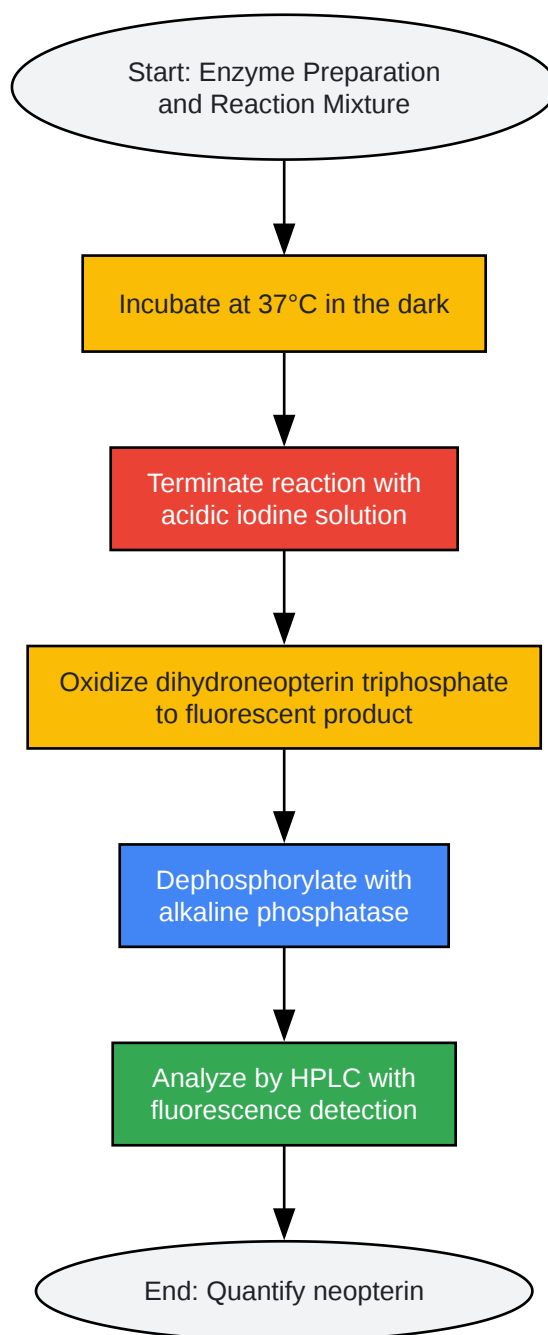 Start: Enzyme Preparation
and Reaction Mixture
Incubate at 37°C in the dark
Terminate reaction with
acidic iodine solution
Oxidize dihydroneopterin triphosphate
to fluorescent product
Dephosphorylate with
alkaline phosphatase
Analyze by HPLC with
fluorescence detection
End: Quantify neopterin